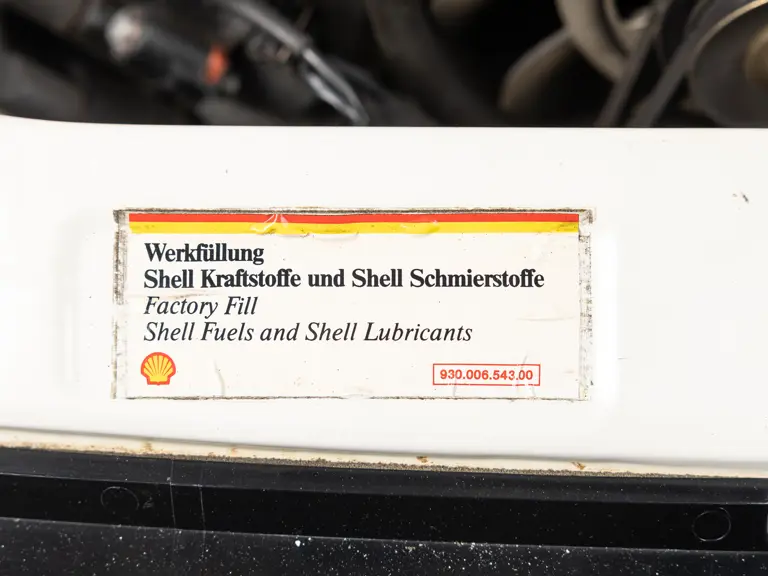 Werkfüllung
Shell Kraftstoffe und Shell Schmierstoffe
Factory Fill
Shell Fuels and Shell Lubricants
930.006.543.00